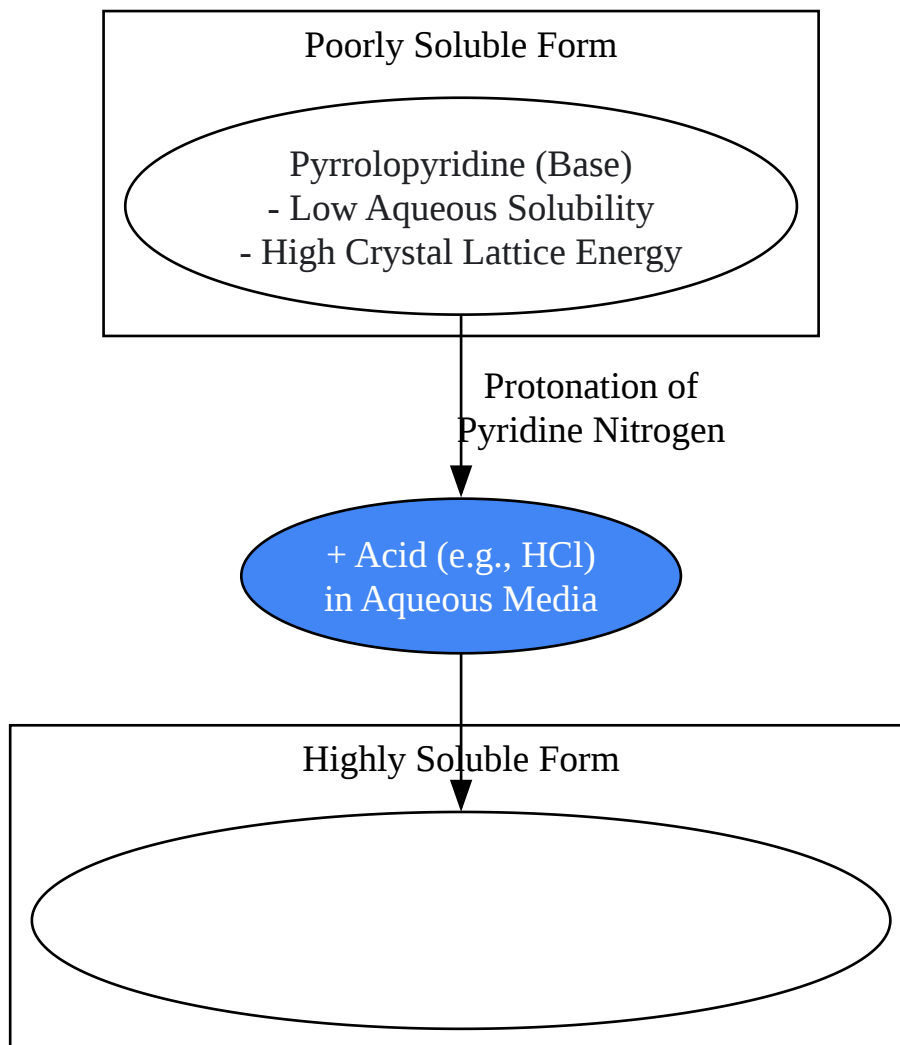 Poorly Soluble Form
Pyrrolopyridine (Base)
- Low Aqueous Solubility
- High Crystal Lattice Energy
Protonation of
Pyridine Nitrogen
+ Acid (e.g., HCl)
in Aqueous Media
Highly Soluble Form